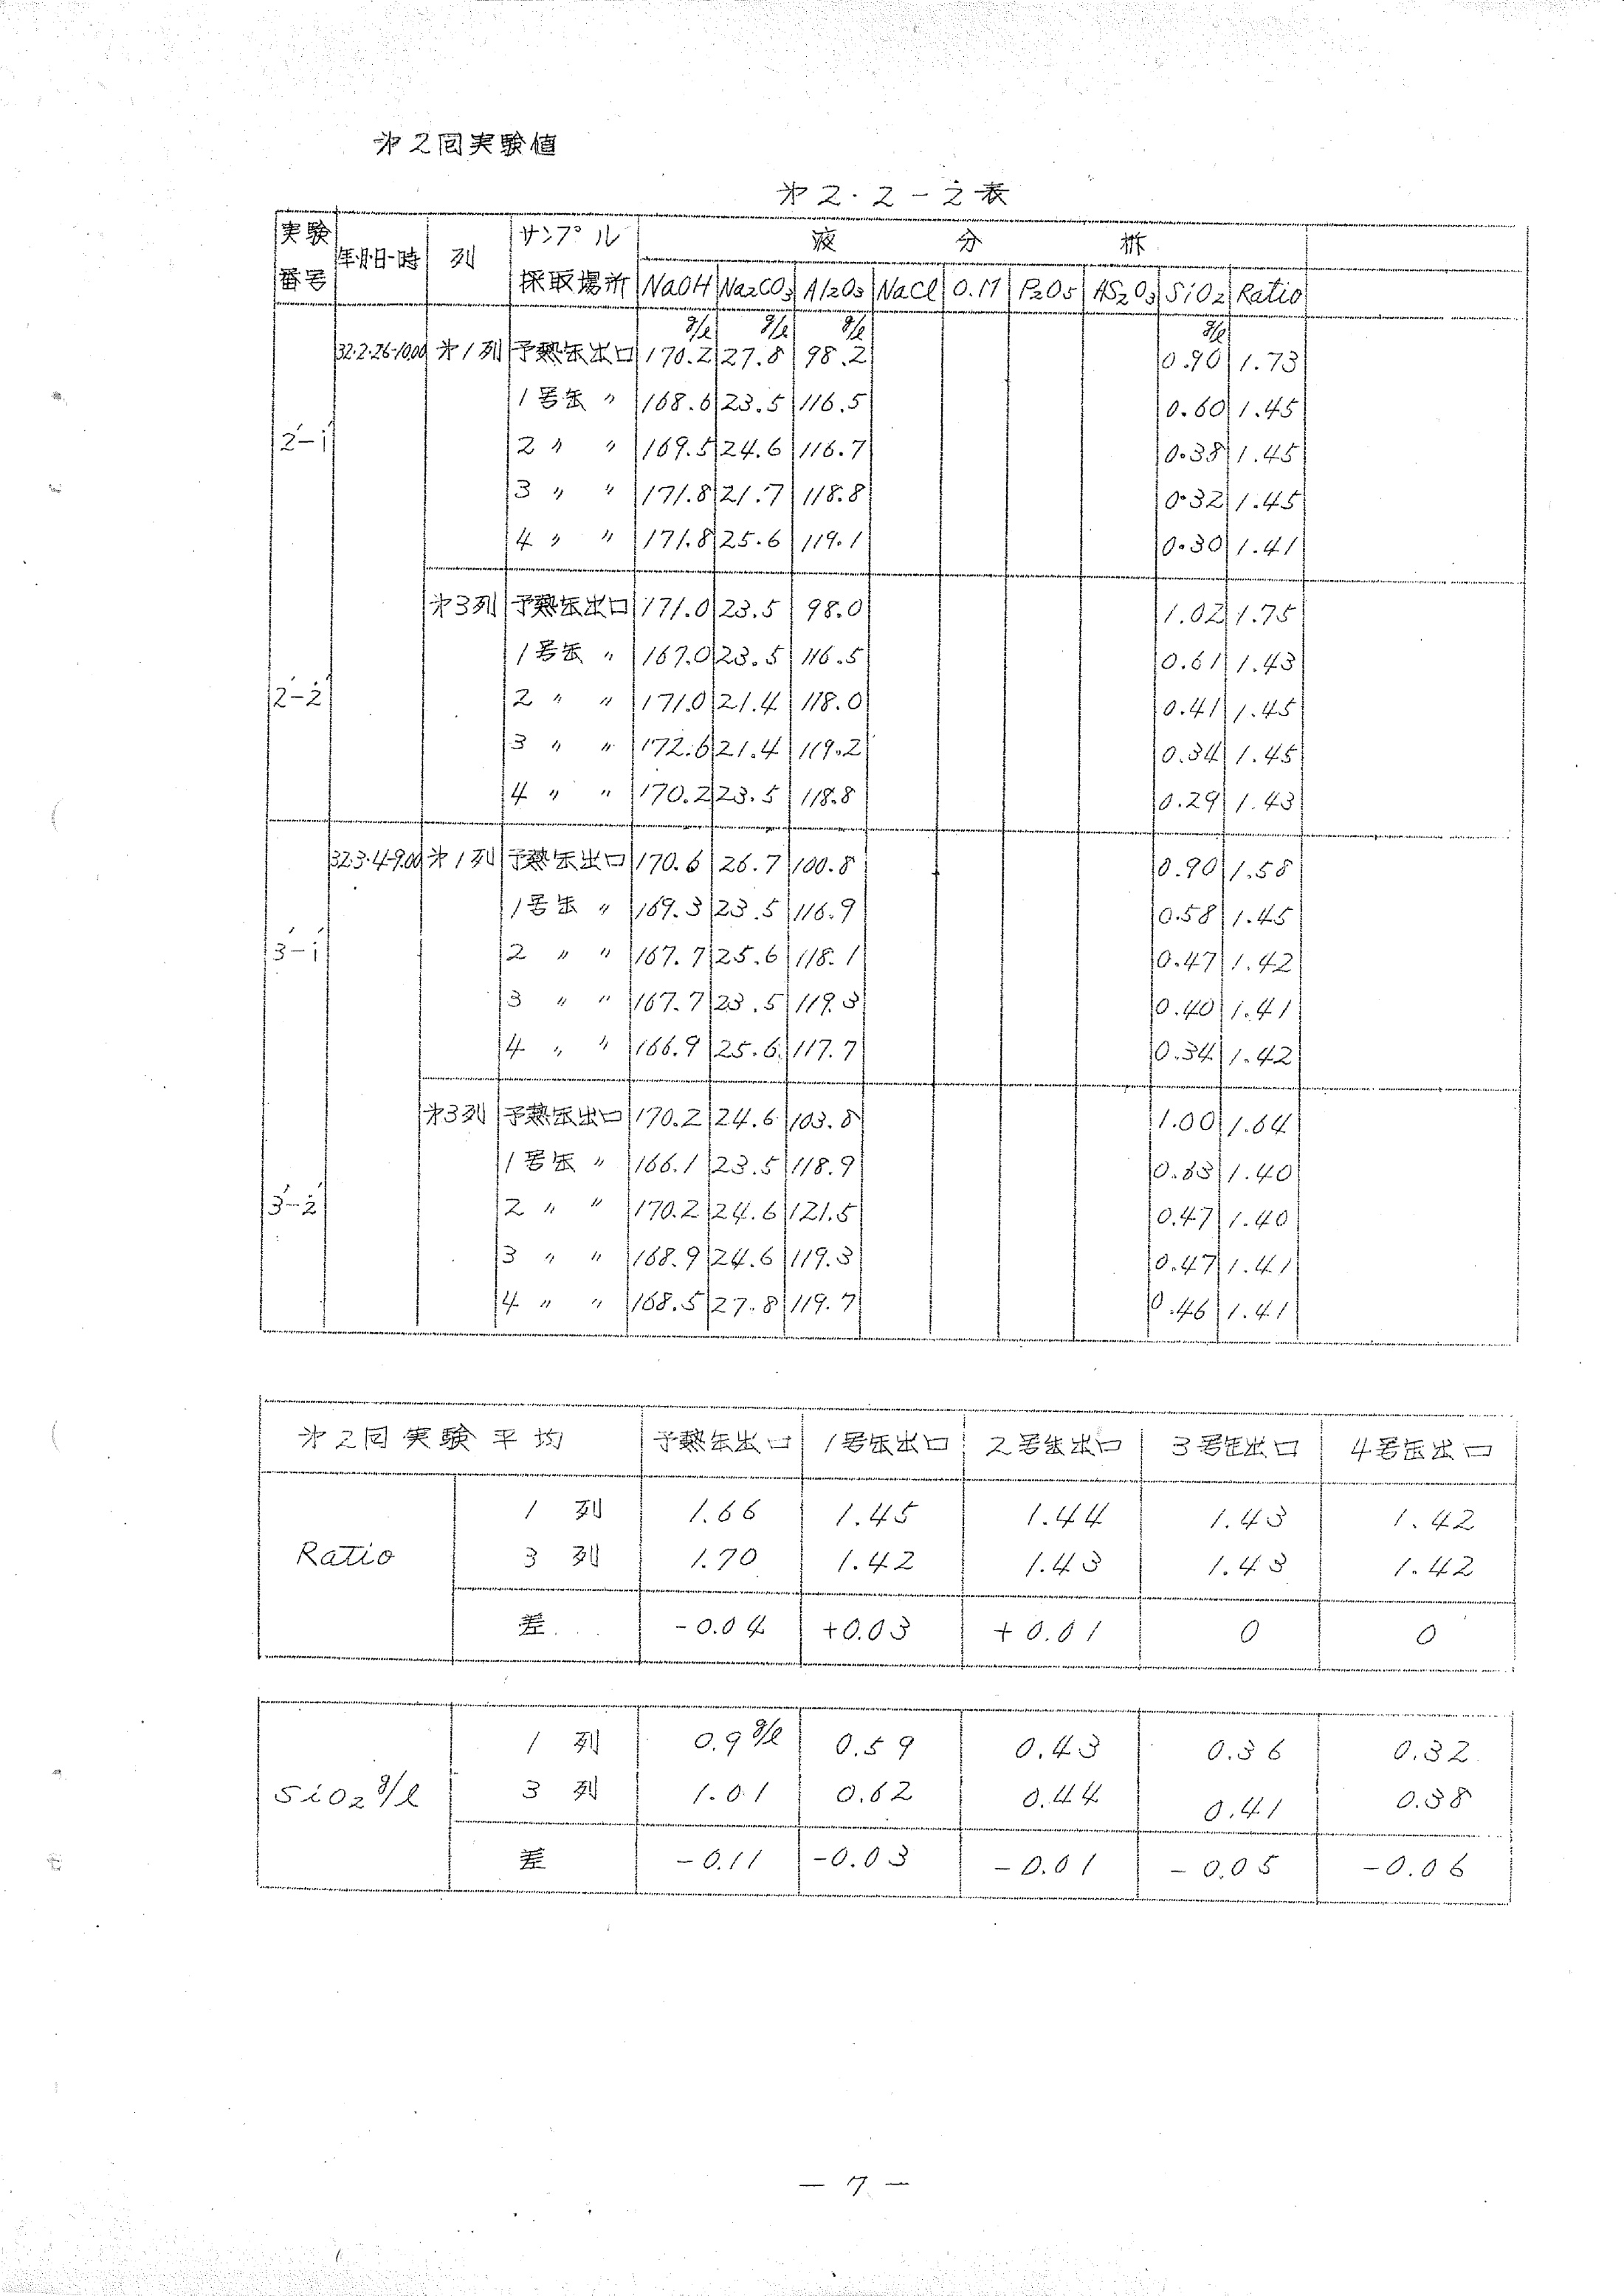 第2回実験値
第2.2-2表
実験 サンプル 液 分 析
年月日-時 列
番号 採取場所 NaOH Na2CO3 Al2O3 NaCl O.M P2O5 V2O5 SiO2 Ratio
g/l g/l g/l g/l
32.2.26-10.00 第1列 予熱缶出口 170.2 27.8 98.2 0.90 1.73
1号缶 〃 168.6 23.5 116.5 0.60 1.45
2-1 2 〃 〃 169.5 24.6 116.7 0.38 1.45
3 〃 〃 171.8 21.7 118.8 0.32 1.45
4 〃 〃 171.8 25.6 119.1 0.30 1.41
第3列 予熱缶出口 171.0 23.5 98.0 1.02 1.75
1号缶 〃 167.0 23.5 116.5 0.61 1.43
2-2 2 〃 〃 171.0 21.4 118.0 0.41 1.45
3 〃 〃 172.6 21.4 119.2 0.34 1.45
4 〃 〃 170.2 23.5 118.8 0.29 1.43
32.3.4-9.00 第1列 予熱缶出口 170.6 26.7 100.8 0.90 1.58
1号缶 〃 169.3 23.5 116.9 0.58 1.45
3-1 2 〃 〃 167.7 25.6 118.1 0.47 1.42
3 〃 〃 167.7 23.5 119.3 0.40 1.41
4 〃 〃 166.9 25.6 117.7 0.34 1.42
第3列 予熱缶出口 170.2 24.6 103.8 1.00 1.64
1号缶 〃 166.1 23.5 118.9 1.40
3-2 2 〃 〃 170.2 24.6 121.5 0.47 1.40
3 〃 〃 168.9 24.6 119.3 0.47 1.41
4 〃 〃 168.5 27.8 119.7 0.46 1.41
第2回実験平均 予熱缶出口 1号缶出口 2号缶出口 3号缶出口 4号缶出口
1 列 1.66 1.45 1.44 1.43 1.42
Ratio 3 列 1.70 1.42 1.43 1.43 1.42
差 -0.04 +0.03 +0.01 0 0
1 列 0.9g/l 0.59 0.43 0.36 0.32
SiO2 g/l 3 列 1.01 0.62 0.44 0.41 0.38
差 -0.11 -0.03 -0.01 -0.05 -0.06
— 7 —